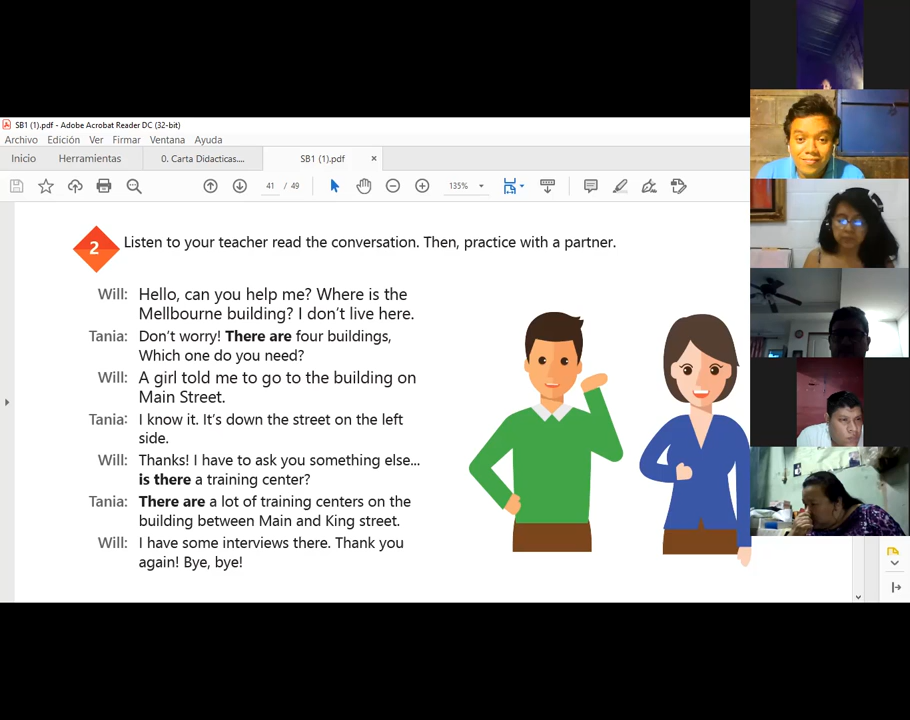 SB1 (1).pdf - Adobe Acrobat Reader DC (32-bit)
Archivo Edición Ver Firmar Ventana Ayuda
Inicio Herramientas 0. Carta Didacticas.... SB1 (1).pdf ×
41 / 49 135%
2 Listen to your teacher read the conversation. Then, practice with a partner.
Will: Hello, can you help me? Where is the
Mellbourne building? I don't live here.
Tania: Don't worry! There are four buildings,
Which one do you need?
Will: A girl told me to go to the building on
Main Street.
Tania: I know it. It's down the street on the left
side.
Will: Thanks! I have to ask you something else...
is there a training center?
Tania: There are a lot of training centers on the
building between Main and King street.
Will: I have some interviews there. Thank you
again! Bye, bye!